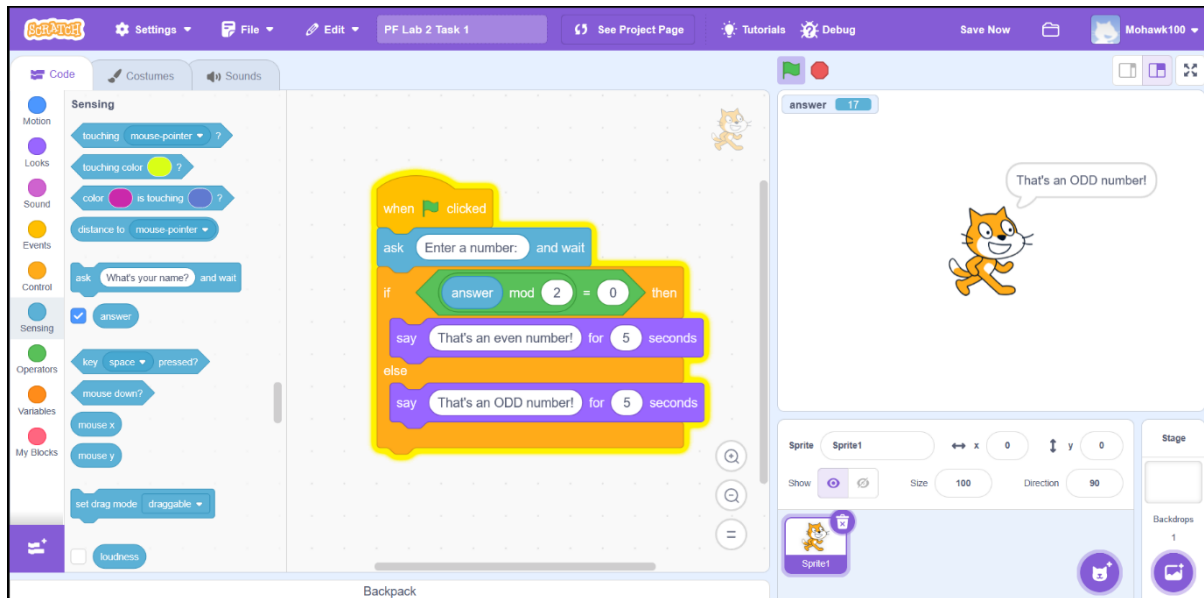 SCRATCH Settings File Edit PF Lab 2 Task 1 See Project Page Tutorials Debug Save Now Mohawk100
Code Costumes Sounds
Motion
Looks
Sound
Events
Control
Sensing
Operators
Variables
My Blocks
Sensing
touching mouse-pointer ?
touching color ?
color is touching ?
distance to mouse-pointer
ask What's your name? and wait
answer
key space pressed?
mouse down?
mouse x
mouse y
set drag mode draggable
loudness
when clicked
ask Enter a number: and wait
if answer mod 2 = 0 then
say That's an even number! for 5 seconds
else
say That's an ODD number! for 5 seconds
=
Backpack
answer 17
That's an ODD number!
Sprite Sprite1 x 0 y 0
Show Size 100 Direction 90
Sprite1
Stage
Backdrops
1